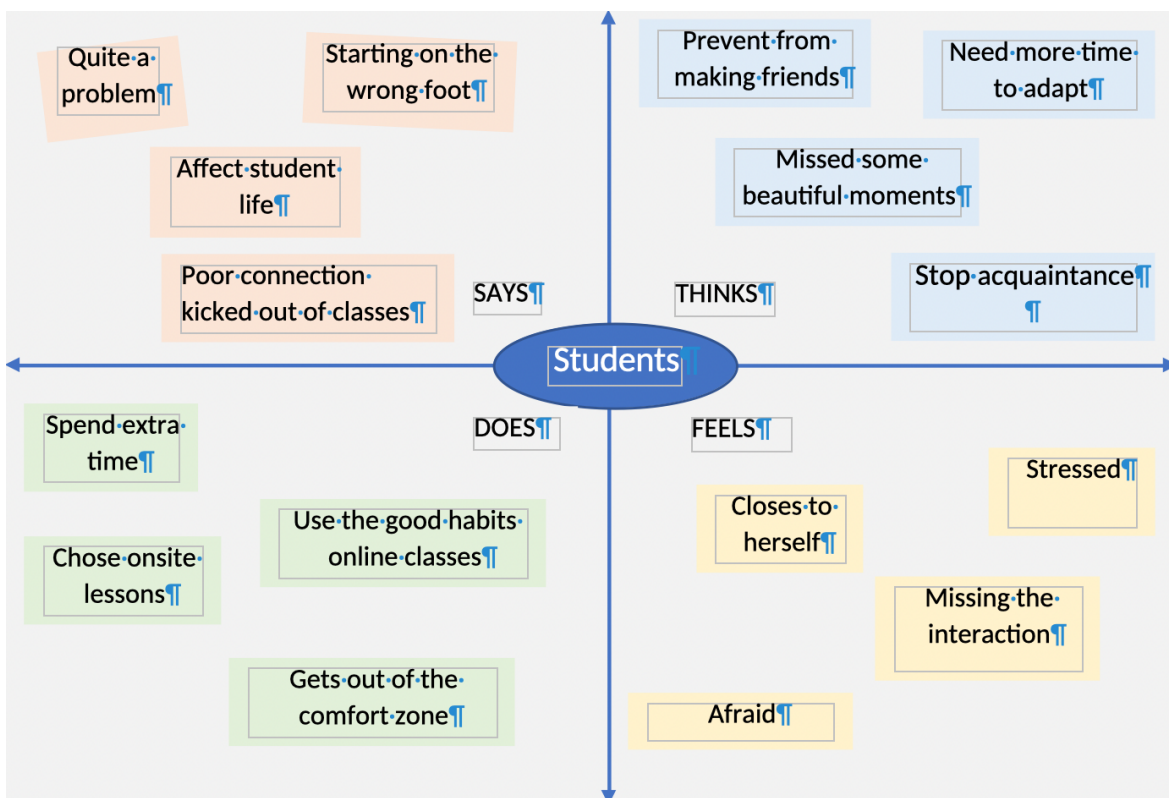 Quite a
problem
Starting on the
wrong foot
Affect student
life
Poor connection
kicked out of classes
SAYS
Prevent from
making friends
Need more time
to adapt
Missed some
beautiful moments
Stop acquaintance
THINKS
Students
DOES
Spend extra
time
Use the good habits
online classes
Chose onsite
lessons
Gets out of the
comfort zone
FEELS
Stressed
Closes to
herself
Missing the
interaction
Afraid